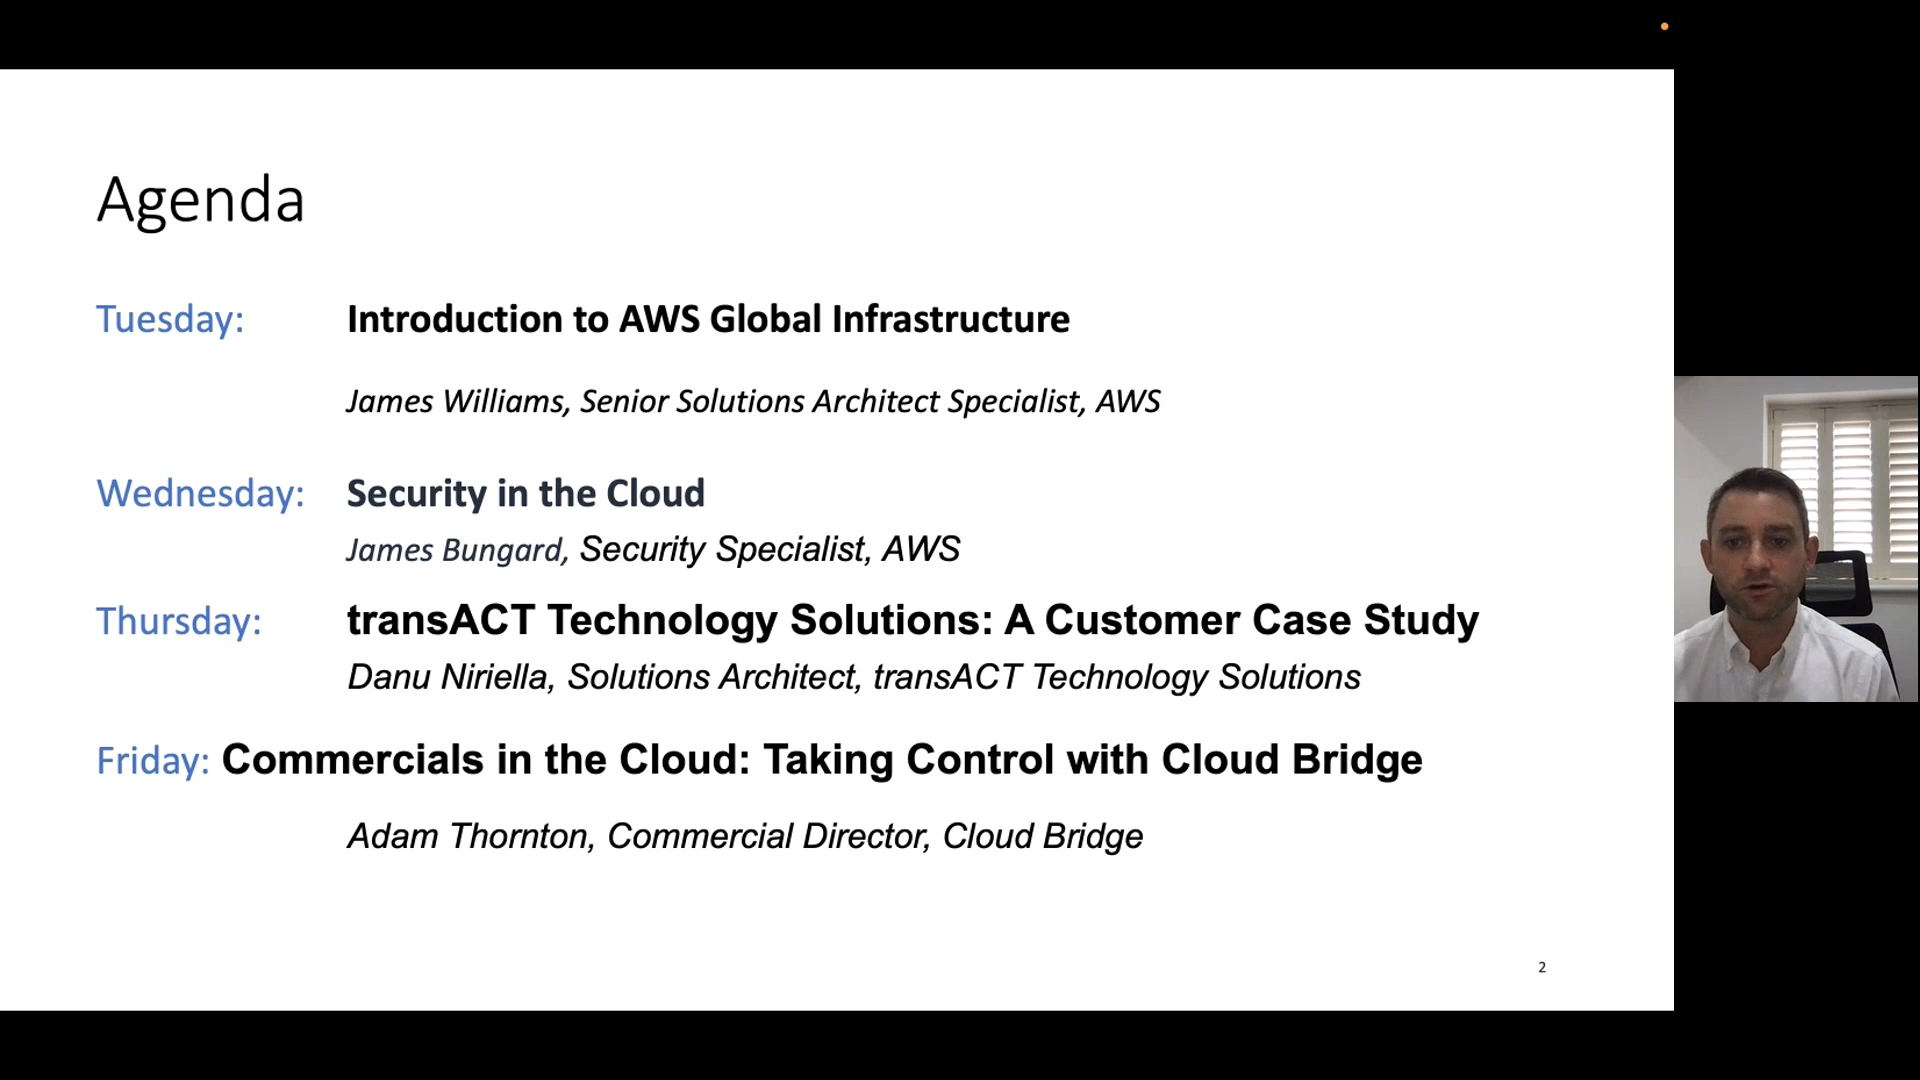 Agenda
Tuesday: Introduction to AWS Global Infrastructure
James Williams, Senior Solutions Architect Specialist, AWS
Wednesday: Security in the Cloud
James Bungard, Security Specialist, AWS
Thursday: transACT Technology Solutions: A Customer Case Study
Danu Niriella, Solutions Architect, transACT Technology Solutions
Friday: Commercials in the Cloud: Taking Control with Cloud Bridge
Adam Thornton, Commercial Director, Cloud Bridge
2